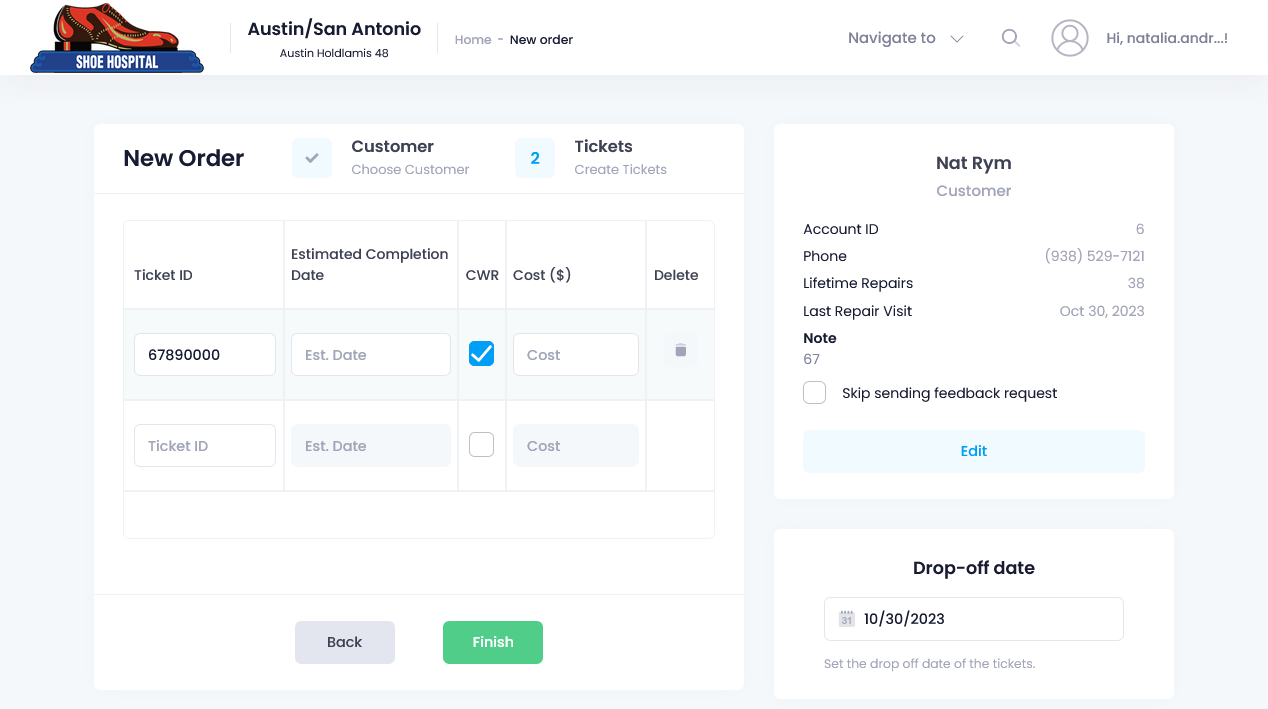 SHOE HOSPITAL
Austin/San Antonio
Austin Holdlamis 48
Home - New order
Navigate to
Hi, natalia.andr...!
New Order
Customer
Choose Customer
2
Tickets
Create Tickets
Ticket ID
Estimated Completion
Date
CWR
Cost ($)
Delete
67890000
Est. Date
Cost
Ticket ID
Est. Date
Cost
Back
Finish
Nat Rym
Customer
Account ID 6
Phone (938) 529-7121
Lifetime Repairs 38
Last Repair Visit Oct 30, 2023
Note
67
Skip sending feedback request
Edit
Drop-off date
31 10/30/2023
Set the drop off date of the tickets.